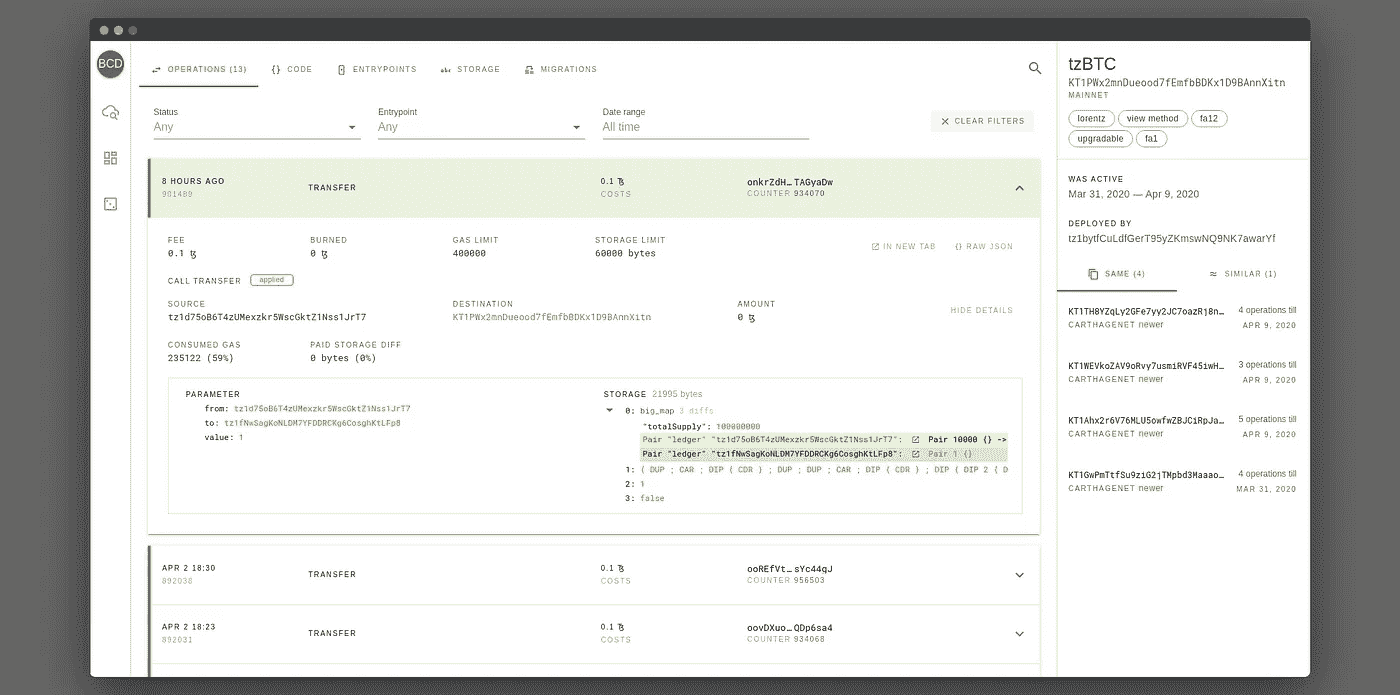 BCD
OPERATIONS (13) {} CODE ENTRYPOINTS STORAGE MIGRATIONS
Status Entrypoint Date range
Any Any All time CLEAR FILTERS
8 HOURS AGO TRANSFER 0.1 ꜩ onkrZdH… TAGyaDw
901489 COSTS COUNTER 934070
FEE BURNED GAS LIMIT STORAGE LIMIT
0.1 ꜩ 0 ꜩ 400000 60000 bytes
IN NEW TAB {} RAW JSON
CALL TRANSFER applied
SOURCE DESTINATION AMOUNT
tz1d75oB6T4zUMexzkr5WscGktZ1Nss1JrT7 KT1PWx2mnDueood7fEmfbBDKx1D9BAnnXitn 0 ꜩ
HIDE DETAILS
CONSUMED GAS PAID STORAGE DIFF
235122 (59%) 0 bytes (0%)
PARAMETER
from: tz1d75oB6T4zUMexzkr5WscGktZ1Nss1JrT7
to: tz1fNwSagKoNLDM7YFDDRCKg6CosghKtLFp8
value: 1
STORAGE 21995 bytes
0: big_map 3 diffs
"totalSupply": 100000000
Pair "ledger" "tz1d75oB6T4zUMexzkr5WscGktZ1Nss1JrT7": Pair 10000 {} ->
Pair "ledger" "tz1fNwSagKoNLDM7YFDDRCKg6CosghKtLFp8": Pair 1 {}
1: { DUP ; CAR ; DIP { CDR } ; DUP ; DUP ; CAR ; DIP { CDR } ; DIP { DIP 2 { D
2: 1
3: false
APR 2 18:30 TRANSFER 0.1 ꜩ ooREfVt… sYc44qJ
892038 COSTS COUNTER 956503
APR 2 18:23 TRANSFER 0.1 ꜩ oovDXuo… QDp6sa4
892031 COSTS COUNTER 934068
tzBTC
KT1PWx2mnDueood7fEmfbBDKx1D9BAnnXitn
MAINNET
lorentz view method fa12
upgradable fa1
WAS ACTIVE
Mar 31, 2020 — Apr 9, 2020
DEPLOYED BY
tz1bytfCuLdfGerT95yZKmswNQ9NK7awarYf
SAME (4) SIMILAR (1)
KT1TH8YZqLy2GFe7yy2JC7oazRj8n… 4 operations till
CARTHAGENET newer APR 9, 2020
KT1WEVkoZAV9oRvy7usmiRVF45iwH… 3 operations till
CARTHAGENET newer APR 9, 2020
KT1Ahx2r6V76MLU5owfwZBJCiRpJa… 5 operations till
CARTHAGENET newer APR 9, 2020
KT1GwPmTtfSu9ziG2jTMpbd3Maaao… 4 operations till
CARTHAGENET newer MAR 31, 2020